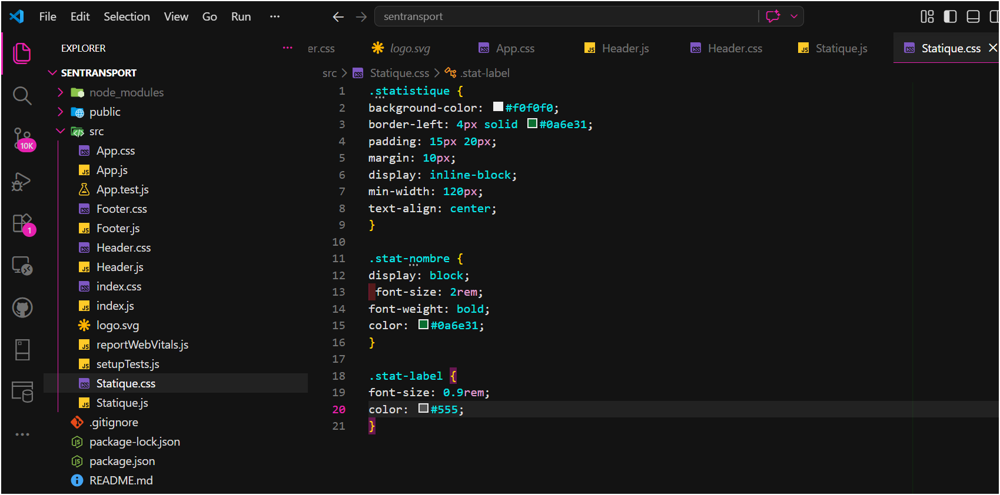 File Edit Selection View Go Run ···
sentransport
EXPLORER ···
er.css logo.svg App.css Header.js Header.css Statique.js Statique.css
src > Statique.css > .stat-label
SENTRANSPORT
node_modules
public
src
App.css
App.js
App.test.js
Footer.css
Footer.js
Header.css
Header.js
index.css
index.js
logo.svg
reportWebVitals.js
setupTests.js
Statique.css
Statique.js
.gitignore
package-lock.json
package.json
README.md
10K
1
1 .statistique {
2 background-color: #f0f0f0;
3 border-left: 4px solid #0a6e31;
4 padding: 15px 20px;
5 margin: 10px;
6 display: inline-block;
7 min-width: 120px;
8 text-align: center;
9 }
10
11 .stat-nombre {
12 display: block;
13  font-size: 2rem;
14 font-weight: bold;
15 color: #0a6e31;
16 }
17
18 .stat-label {
19 font-size: 0.9rem;
20 color: #555;
21 }